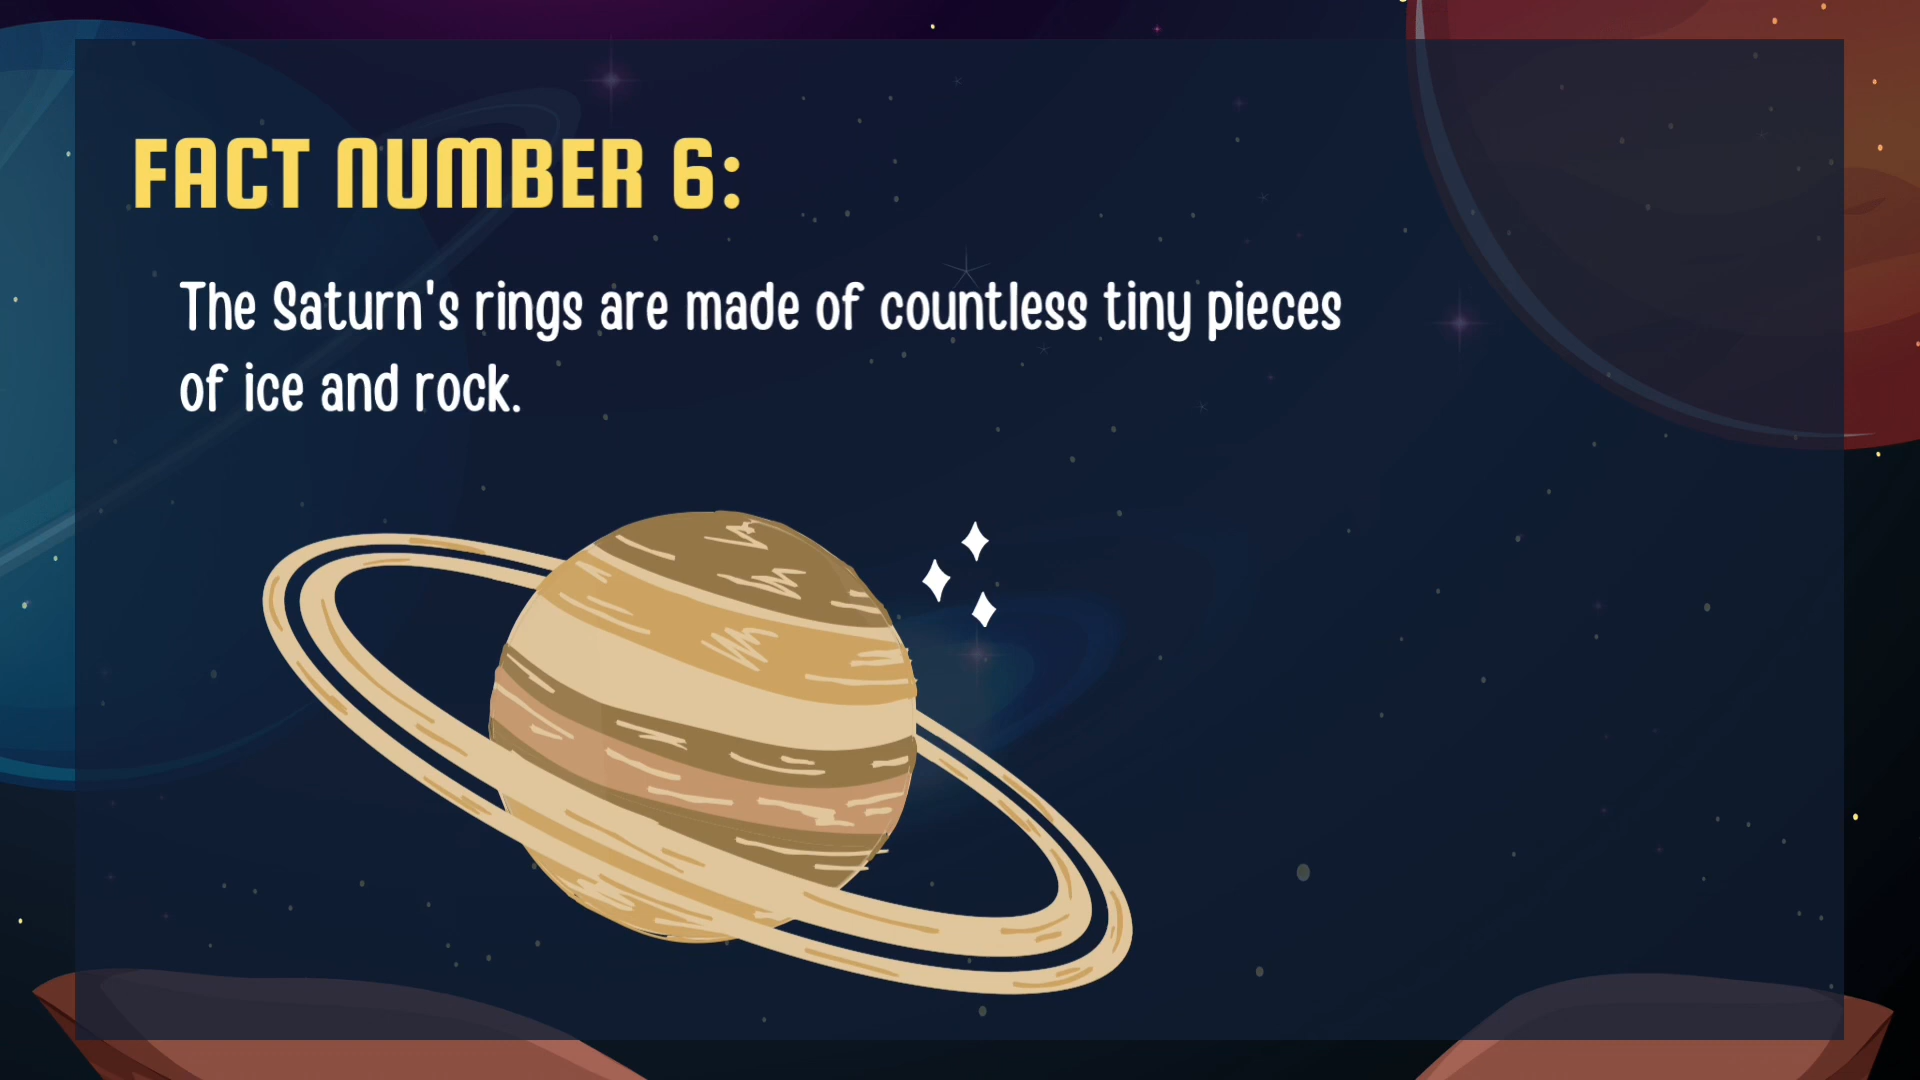 FACT NUMBER 6:
The Saturn's rings are made of countless tiny pieces
of ice and rock.